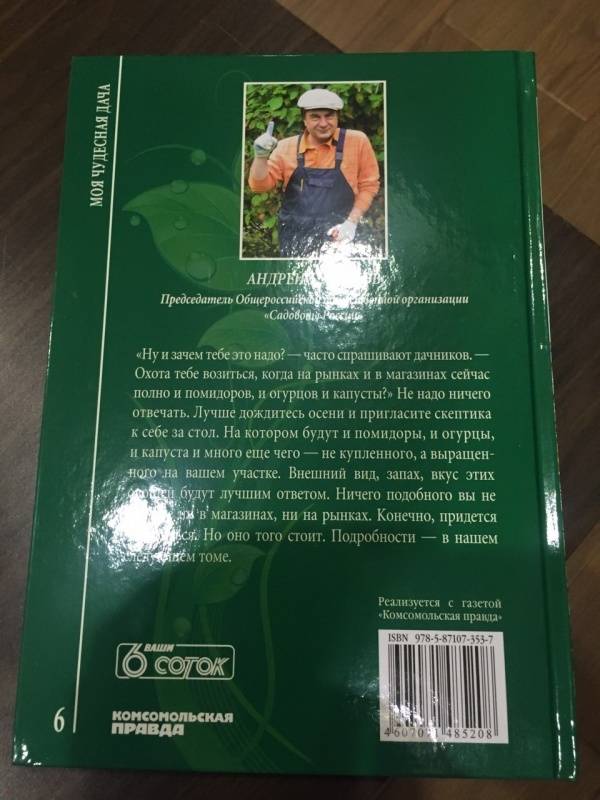 МОЯ ЧУДЕСНАЯ ДАЧА
АНДРЕЙ
Председатель Общероссийской организации
«Садоводы России»
«Ну и зачем тебе это надо? — часто спрашивают дачников. —
Охота тебе возиться, когда на рынках и в магазинах сейчас
полно и помидоров, и огурцов и капусты?» Не надо ничего
отвечать. Лучше дождитесь осени и пригласите скептика
к себе за стол. На котором будут и помидоры, и огурцы,
и капуста и много еще чего — не купленного, а выращен-
ного на вашем участке. Внешний вид, запах, вкус этих
будут лучшим ответом. Ничего подобного вы не
ни в магазинах, ни на рынках. Конечно, придется
Но оно того стоит. Подробности — в нашем
томе.
Реализуется с газетой
«Комсомольская правда»
ISBN 978-5-87107-353-7
485208
ВАШИ
6 СОТОК
КОМСОМОЛЬСКАЯ
ПРАВДА
6